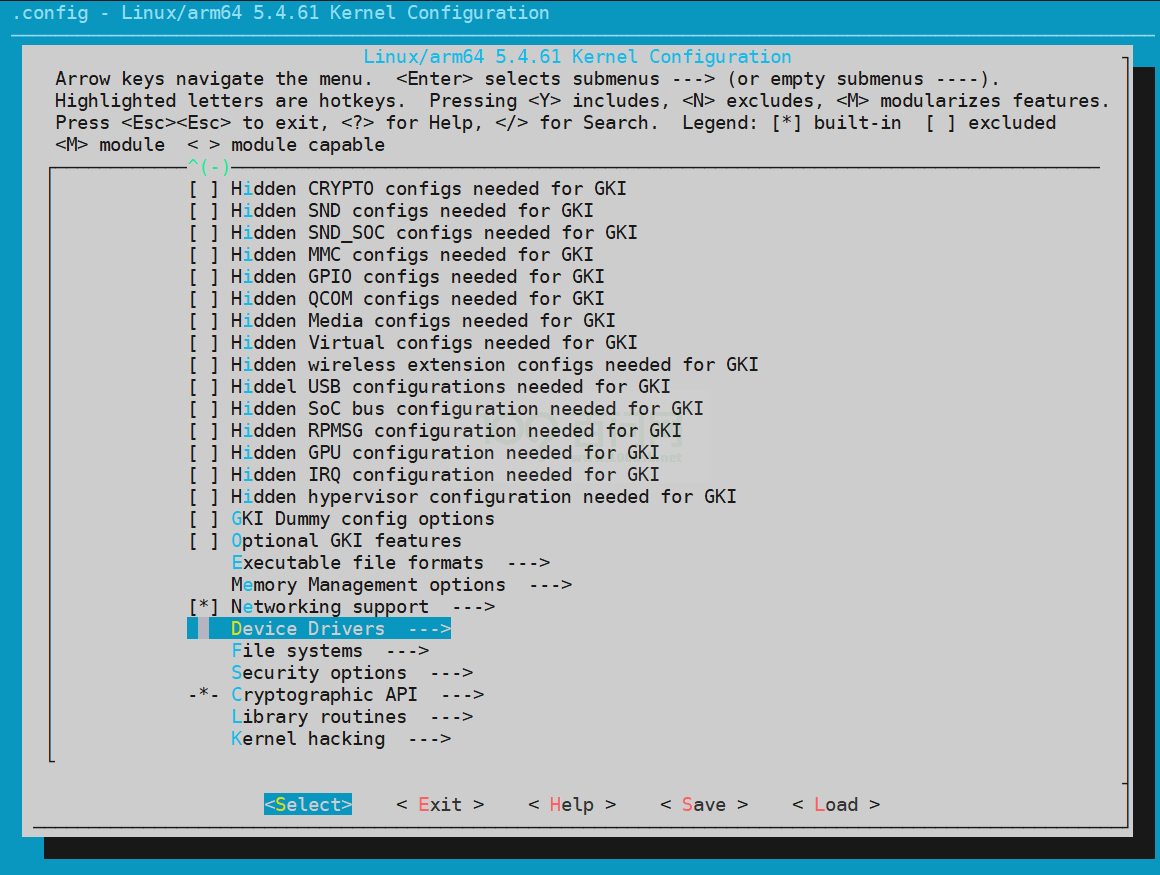 .config - Linux/arm64 5.4.61 Kernel Configuration
Linux/arm64 5.4.61 Kernel Configuration
Arrow keys navigate the menu.  <Enter> selects submenus ---> (or empty submenus ----).
Highlighted letters are hotkeys.  Pressing <Y> includes, <N> excludes, <M> modularizes features.
Press <Esc><Esc> to exit, <?> for Help, </> for Search.  Legend: [*] built-in  [ ] excluded
<M> module  < > module capable
^(-)
[ ] Hidden CRYPTO configs needed for GKI
[ ] Hidden SND configs needed for GKI
[ ] Hidden SND_SOC configs needed for GKI
[ ] Hidden MMC configs needed for GKI
[ ] Hidden GPIO configs needed for GKI
[ ] Hidden QCOM configs needed for GKI
[ ] Hidden Media configs needed for GKI
[ ] Hidden Virtual configs needed for GKI
[ ] Hidden wireless extension configs needed for GKI
[ ] Hiddel USB configurations needed for GKI
[ ] Hidden SoC bus configuration needed for GKI
[ ] Hidden RPMSG configuration needed for GKI
[ ] Hidden GPU configuration needed for GKI
[ ] Hidden IRQ configuration needed for GKI
[ ] Hidden hypervisor configuration needed for GKI
[ ] GKI Dummy config options
[ ] Optional GKI features
Executable file formats  --->
Memory Management options  --->
[*] Networking support  --->
Device Drivers  --->
File systems  --->
Security options  --->
-*- Cryptographic API  --->
Library routines  --->
Kernel hacking  --->
<Select>    < Exit >    < Help >    < Save >    < Load >